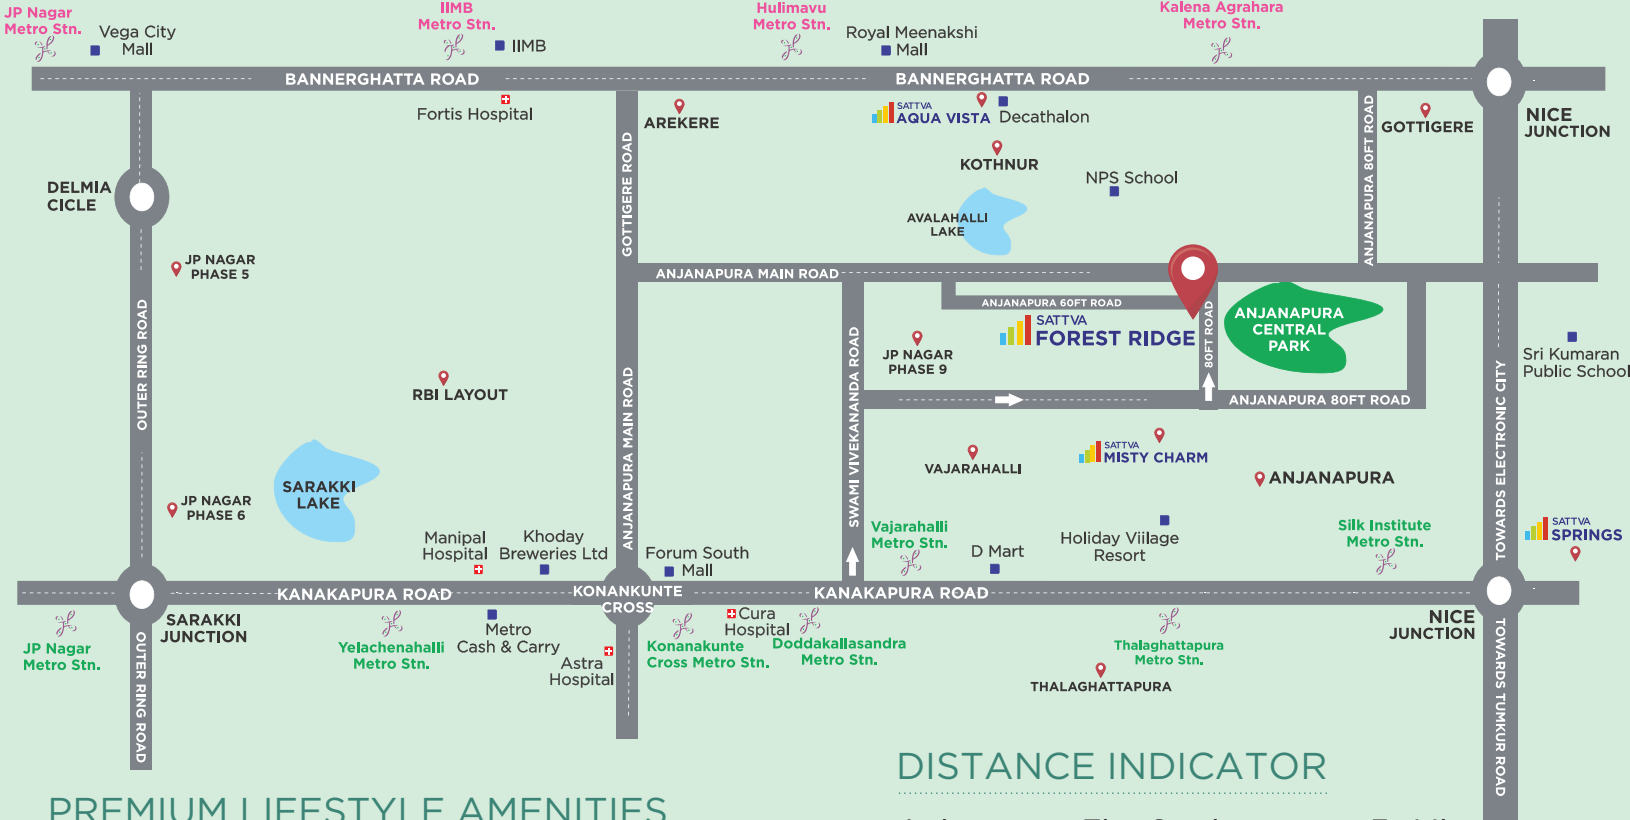 JP Nagar
Metro Stn.
Vega City
Mall
IIMB
Metro Stn.
IIMB
Hulimavu
Metro Stn.
Royal Meenakshi
Mall
Kalena Agrahara
Metro Stn.
BANNERGHATTA ROAD
BANNERGHATTA ROAD
Fortis Hospital
AREKERE
SATTVA
AQUA VISTA
Decathalon
GOTTIGERE
NICE
JUNCTION
KOTHNUR
NPS School
DELMIA
CICLE
GOTTIGERE ROAD
ANJANAPURA 80FT ROAD
AVALAHALLI
LAKE
JP NAGAR
PHASE 5
ANJANAPURA MAIN ROAD
ANJANAPURA 60FT ROAD
SATTVA
FOREST RIDGE
80FT ROAD
ANJANAPURA
CENTRAL
PARK
JP NAGAR
PHASE 9
Sri Kumaran
Public School
OUTER RING ROAD
RBI LAYOUT
ANJANAPURA MAIN ROAD
SWAMI VIVEKANANDA ROAD
ANJANAPURA 80FT ROAD
TOWARDS ELECTRONIC CITY
SATTVA
MISTY CHARM
VAJARAHALLI
ANJANAPURA
SARAKKI
LAKE
JP NAGAR
PHASE 6
Manipal
Hospital
Khoday
Breweries Ltd
Forum South
Mall
Vajarahalli
Metro Stn.
D Mart
Holiday Viilage
Resort
Silk Institute
Metro Stn.
SATTVA
SPRINGS
KANAKAPURA ROAD
KONANKUNTE
CROSS
KANAKAPURA ROAD
SARAKKI
JUNCTION
NICE
JUNCTION
JP Nagar
Metro Stn.
OUTER RING ROAD
Yelachenahalli
Metro Stn.
Metro
Cash & Carry
Astra
Hospital
Konanakunte
Cross Metro Stn.
Cura
Hospital
Doddakallasandra
Metro Stn.
Thalaghattapura
Metro Stn.
THALAGHATTAPURA
TOWARDS TUMKUR ROAD
DISTANCE INDICATOR
PREMIUM LIFESTYLE AMENITIES